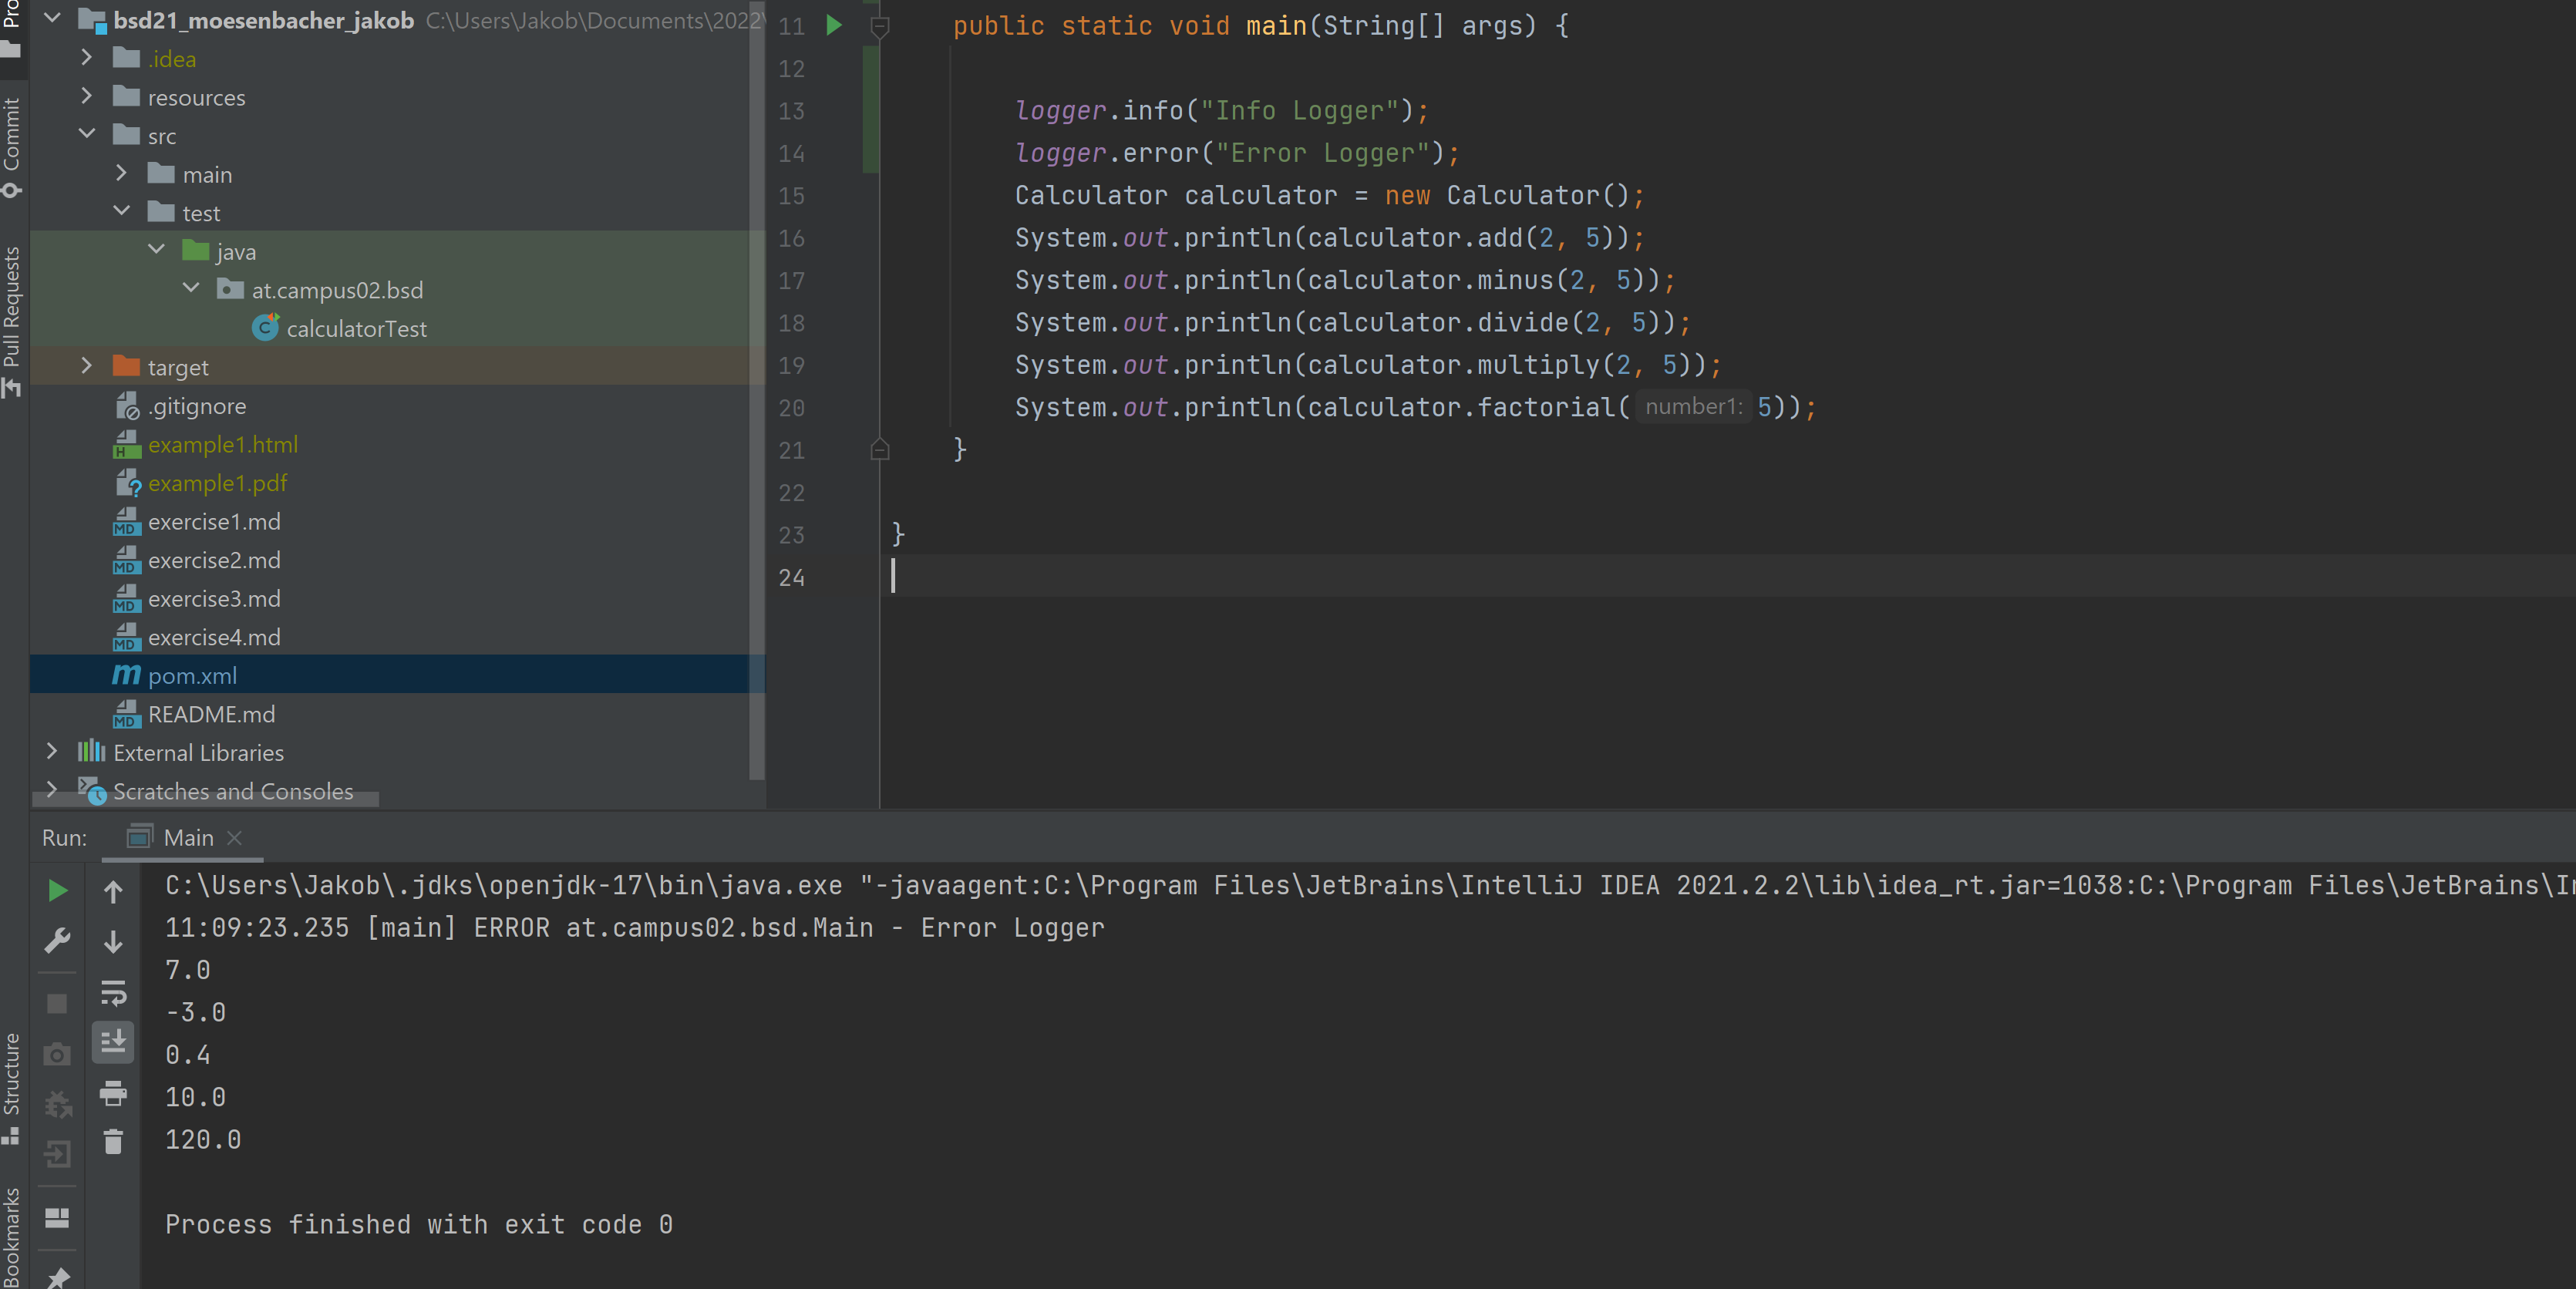 Pro
Commit
Pull Requests
Structure
Bookmarks
bsd21_moesenbacher_jakob C:\Users\Jakob\Documents\2022\
.idea
resources
src
main
test
java
at.campus02.bsd
calculatorTest
target
.gitignore
example1.html
example1.pdf
exercise1.md
exercise2.md
exercise3.md
exercise4.md
pom.xml
README.md
External Libraries
Scratches and Consoles
11 public static void main(String[] args) {
12
13 logger.info("Info Logger");
14 logger.error("Error Logger");
15 Calculator calculator = new Calculator();
16 System.out.println(calculator.add(2, 5));
17 System.out.println(calculator.minus(2, 5));
18 System.out.println(calculator.divide(2, 5));
19 System.out.println(calculator.multiply(2, 5));
20 System.out.println(calculator.factorial( number1: 5));
21 }
22
23 }
24
Run: Main
C:\Users\Jakob\.jdks\openjdk-17\bin\java.exe "-javaagent:C:\Program Files\JetBrains\IntelliJ IDEA 2021.2.2\lib\idea_rt.jar=1038:C:\Program Files\JetBrains\
11:09:23.235 [main] ERROR at.campus02.bsd.Main - Error Logger
7.0
-3.0
0.4
10.0
120.0
Process finished with exit code 0